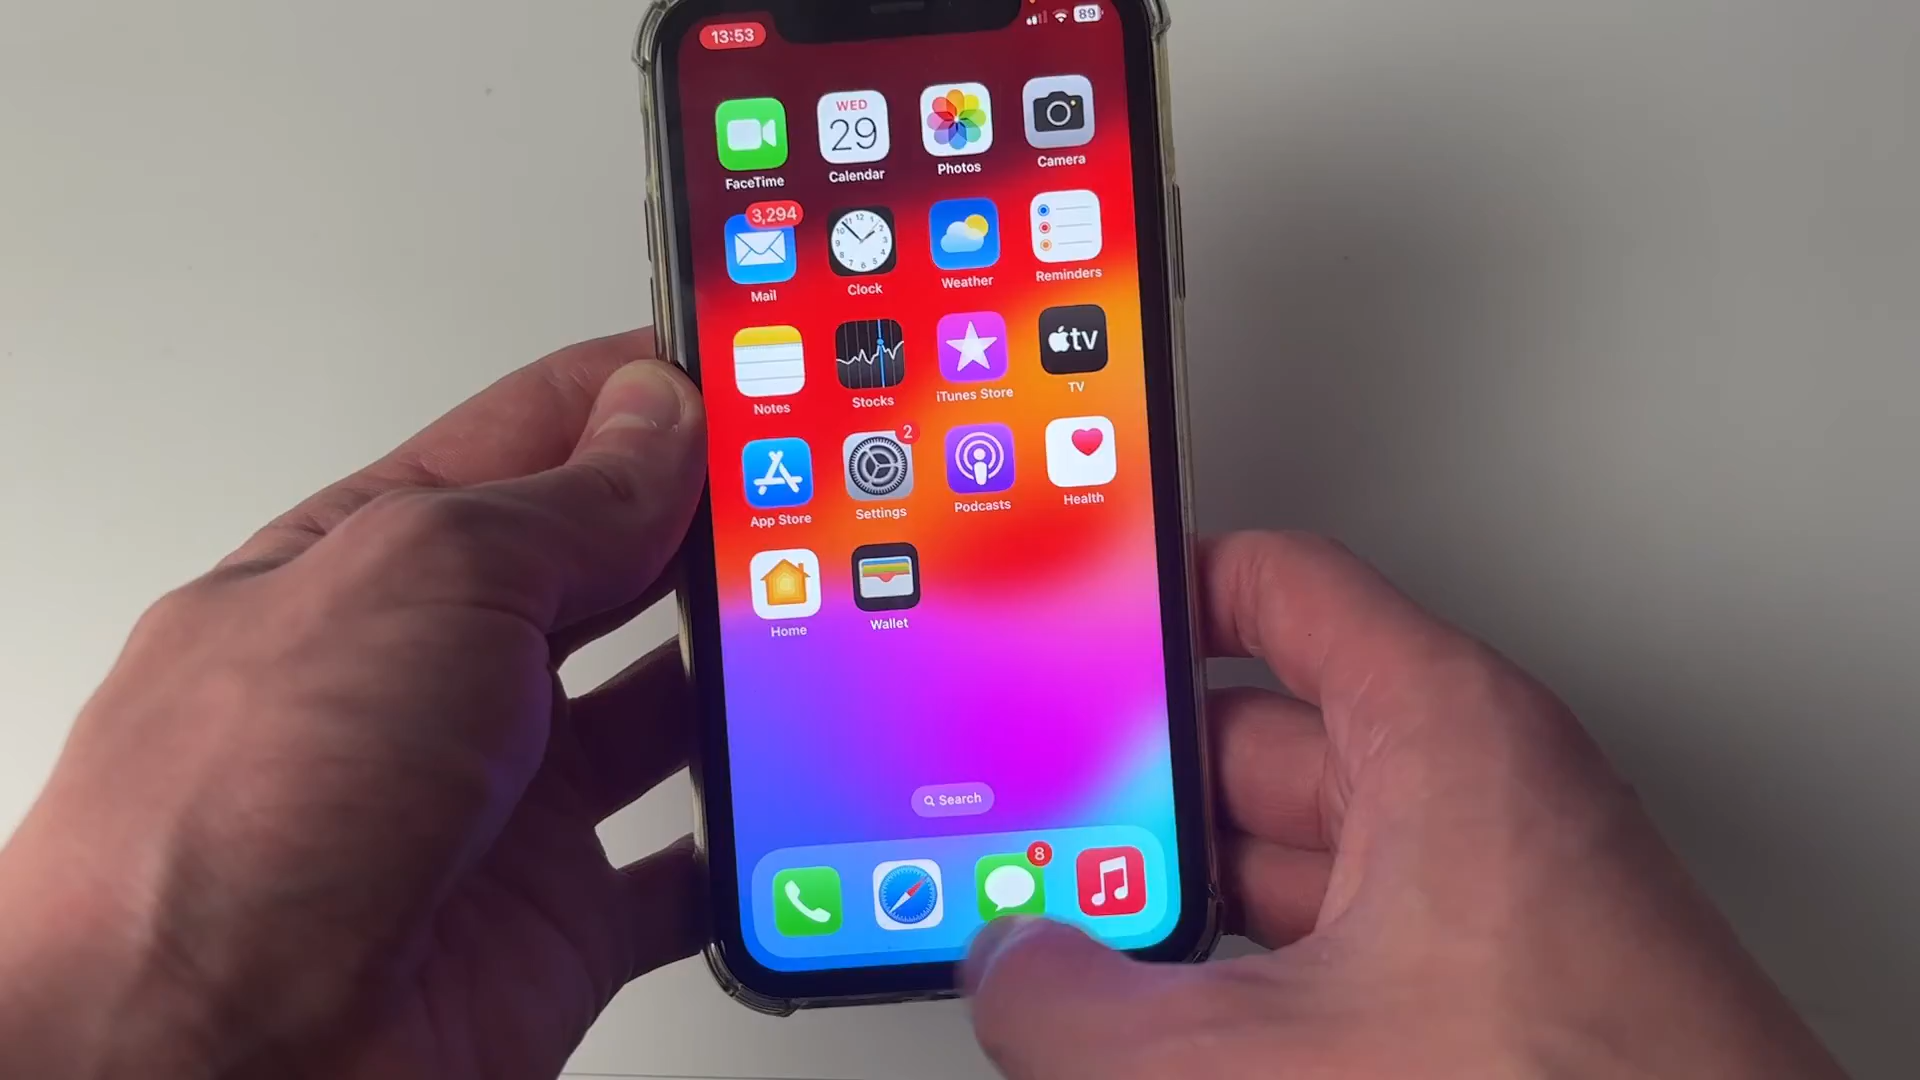 13:53
89
WED
29
FaceTime
Calendar
Photos
Camera
3,294
Mail
Clock
Weather
Reminders
tv
Notes
Stocks
iTunes Store
TV
2
App Store
Settings
Podcasts
Health
Home
Wallet
Search
8